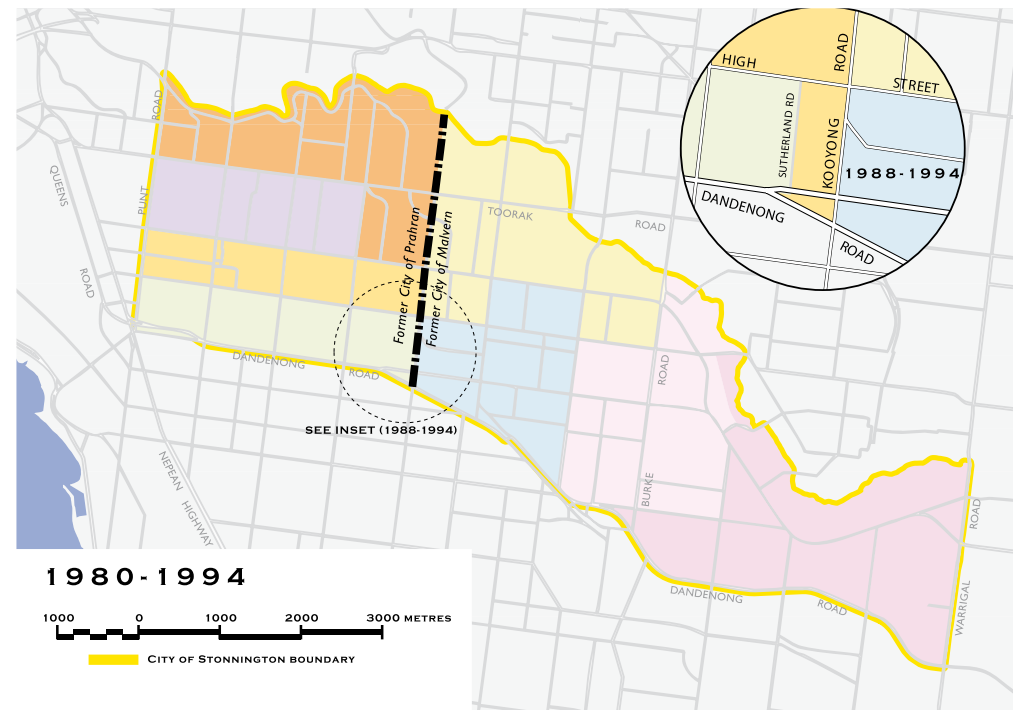 HIGH
ROAD
STREET
SUTHERLAND RD
KOOYONG
1988-1994
DANDENONG
ROAD
ROAD
PUNT
QUEENS
ROAD
TOORAK
ROAD
Former City of Prahran
Former City of Malvern
DANDENONG
ROAD
SEE INSET (1988-1994)
ROAD
BURKE
NEPEAN HIGHWAY
ROAD
WARRIGAL
DANDENONG
ROAD
1980-1994
1000 0 1000 2000 3000 METRES
CITY OF STONNINGTON BOUNDARY